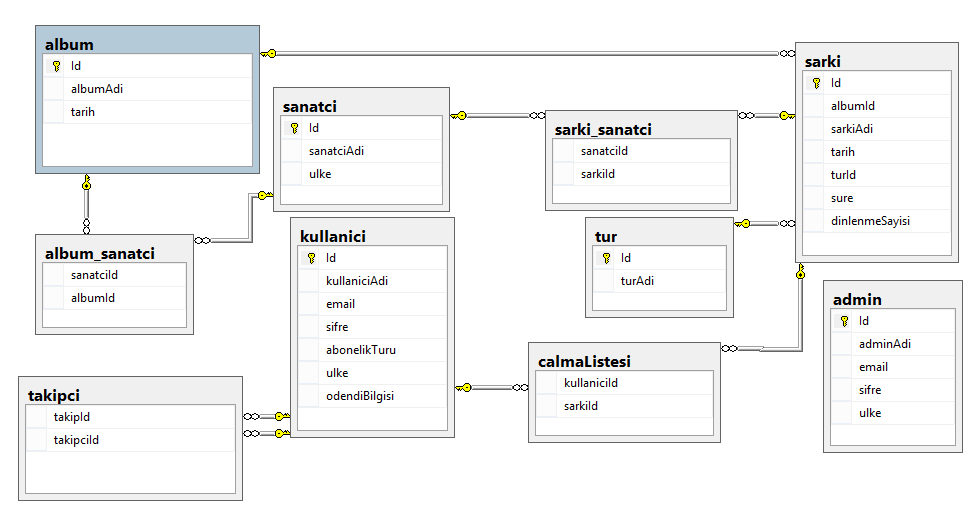 album
Id
albumAdi
tarih
sanatci
Id
sanatciAdi
ulke
sarki_sanatci
sanatciId
sarkiId
sarki
Id
albumId
sarkiAdi
tarih
turId
sure
dinlenmeSayisi
album_sanatci
sanatciId
albumId
kullanici
Id
kullaniciAdi
email
sifre
abonelikTuru
ulke
odendiBilgisi
tur
Id
turAdi
admin
Id
adminAdi
email
sifre
ulke
calmaListesi
kullaniciId
sarkiId
takipci
takipId
takipciId